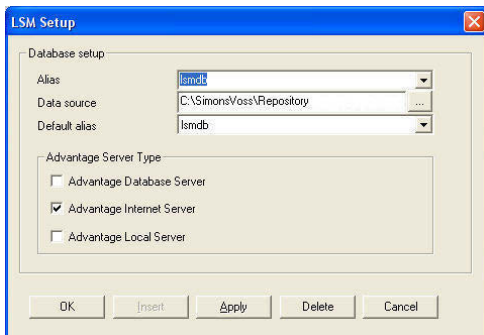 LSM Setup
Database setup
Alias
lsmdb
Data source
C:\SimonsVoss\Repository
...
Default alias
lsmdb
Advantage Server Type
Advantage Database Server
Advantage Internet Server
Advantage Local Server
OK
Insert
Apply
Delete
Cancel